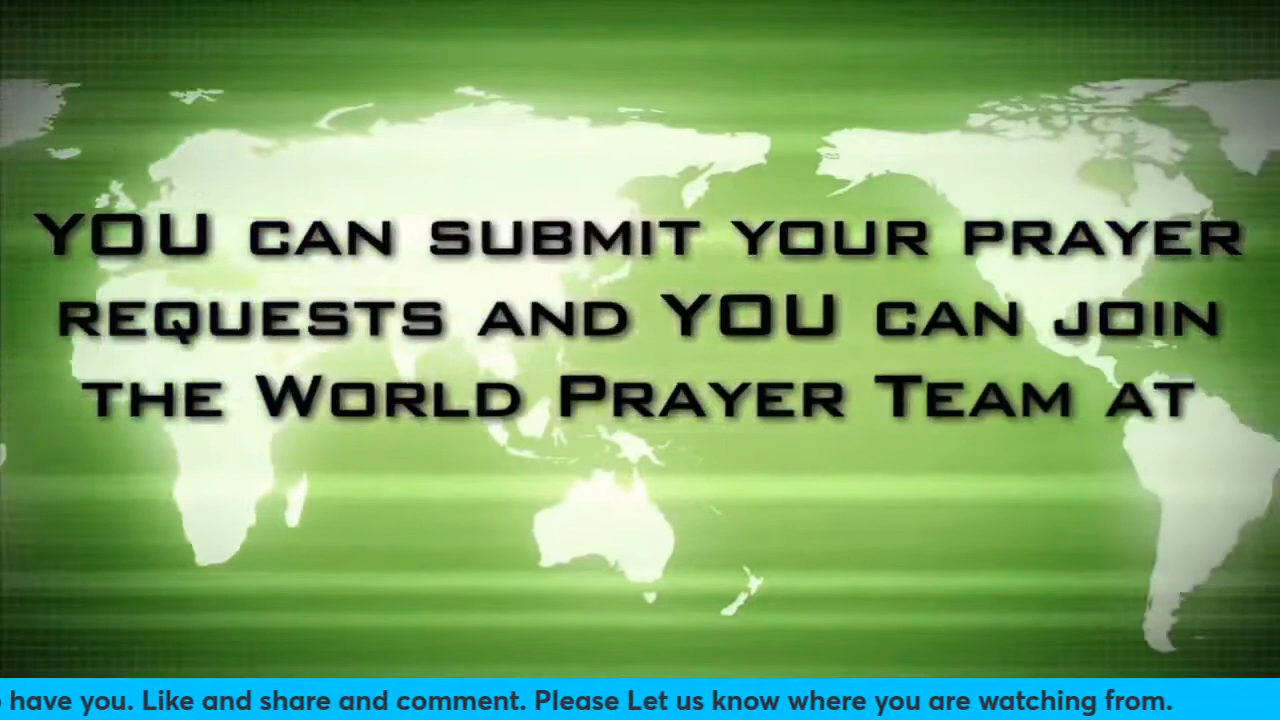 YOU CAN SUBMIT YOUR PRAYER
REQUESTS AND YOU CAN JOIN
THE WORLD PRAYER TEAM AT
have you. Like and share and comment. Please Let us know where you are watching from.